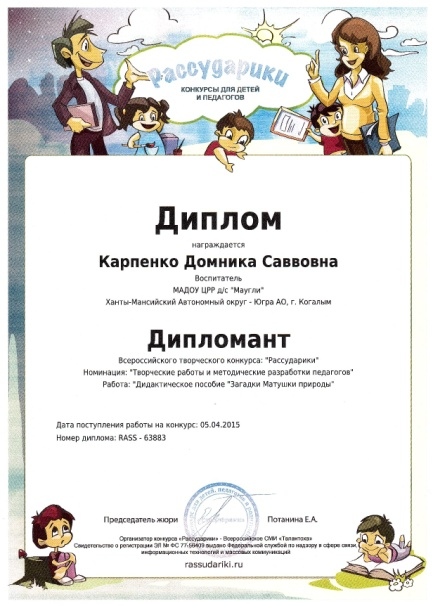 Рассударики
КОНКУРСЫ ДЛЯ ДЕТЕЙ
И ПЕДАГОГОВ
Диплом
награждается
Карпенко Домника Саввовна
Воспитатель
МАДОУ ЦРР д/с "Маугли"
Ханты-Мансийский Автономный округ - Югра АО, г. Когалым
Дипломант
Всероссийского творческого конкурса: "Рассударики"
Номинация: "Творческие работы и методические разработки педагогов"
Работа: "Дидактическое пособие "Загадки Матушки природы"
Дата поступления работы на конкурс: 05.04.2015
Номер диплома: RASS - 63883
Председатель жюри Потанина Е.А.
Организатор конкурса «Рассударики» - Всероссийское СМИ «Талантоха»
Свидетельство о регистрации ЭЛ № ФС 77-56409 выдано Федеральной службой по надзору в сфере связи,
информационных технологий и массовых коммуникаций
rassudariki.ru